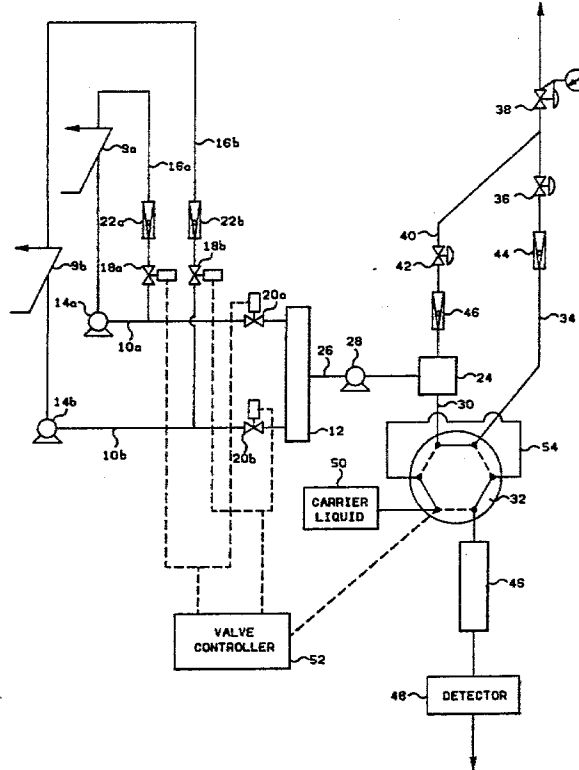 38
16b
9a
16a
36
40
22a
22b
44
18b
42
9b
18a
20a
46
14a
28
34
10a
26
24
30
14b
12
54
10b
20b
50
CARRIER
LIQUID
32
46
VALVE
CONTROLLER
52
48
DETECTOR